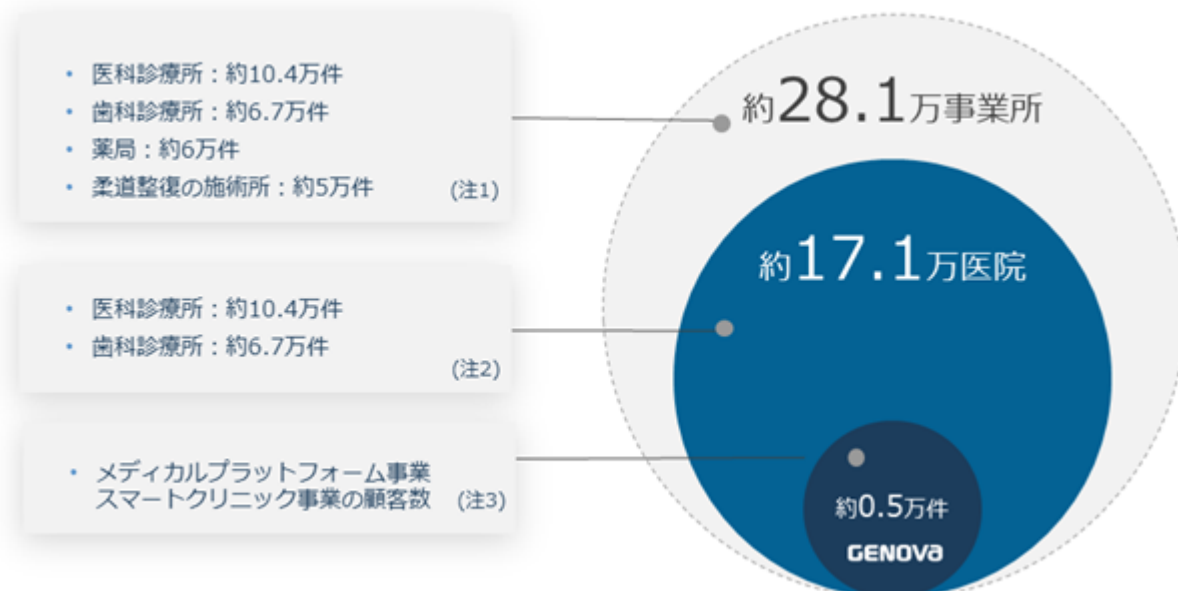 ・ 医科診療所：約10.4万件
・ 歯科診療所：約6.7万件
・ 薬局：約6万件
・ 柔道整復の施術所：約5万件 (注1)
・ 医科診療所：約10.4万件
・ 歯科診療所：約6.7万件
(注2)
・ メディカルプラットフォーム事業
スマートクリニック事業の顧客数 (注3)
約28.1万事業所
約17.1万医院
約0.5万件
GENOVA